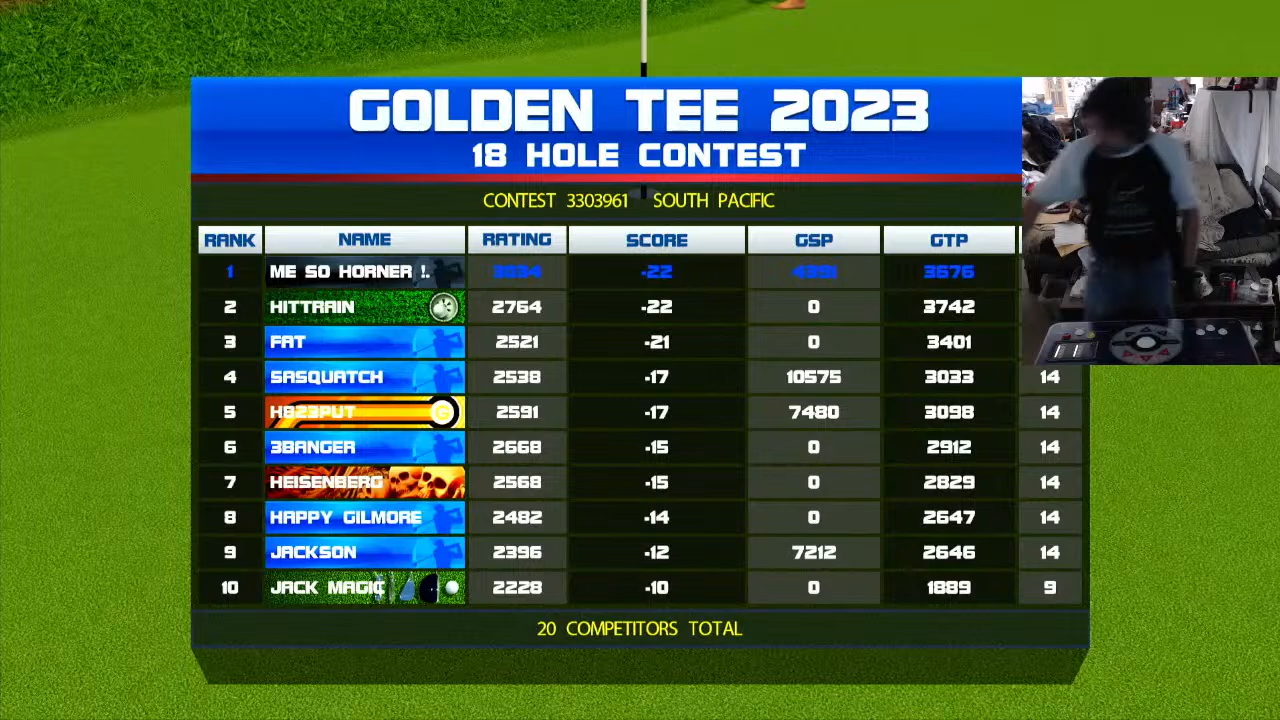 GOLDEN TEE 2023
18 HOLE CONTEST
CONTEST 3303961 SOUTH PACIFIC
RANK NAME RATING SCORE GSP GTP
1 ME SO HORNER !. -22 4391 3676
2 HITTRAIN 2764 -22 0 3742
3 FAT 2521 -21 0 3401
4 SASQUATCH 2538 -17 10575 3033 14
5 H823PUT 2591 -17 7480 3098 14
6 3BANGER 2668 -15 0 2912 14
7 HEISENBERG 2568 -15 0 2829 14
8 HAPPY GILMORE 2482 -14 0 2647 14
9 JACKSON 2396 -12 7212 2646 14
10 JACK MAGIC 2228 -10 0 1889 9
20 COMPETITORS TOTAL